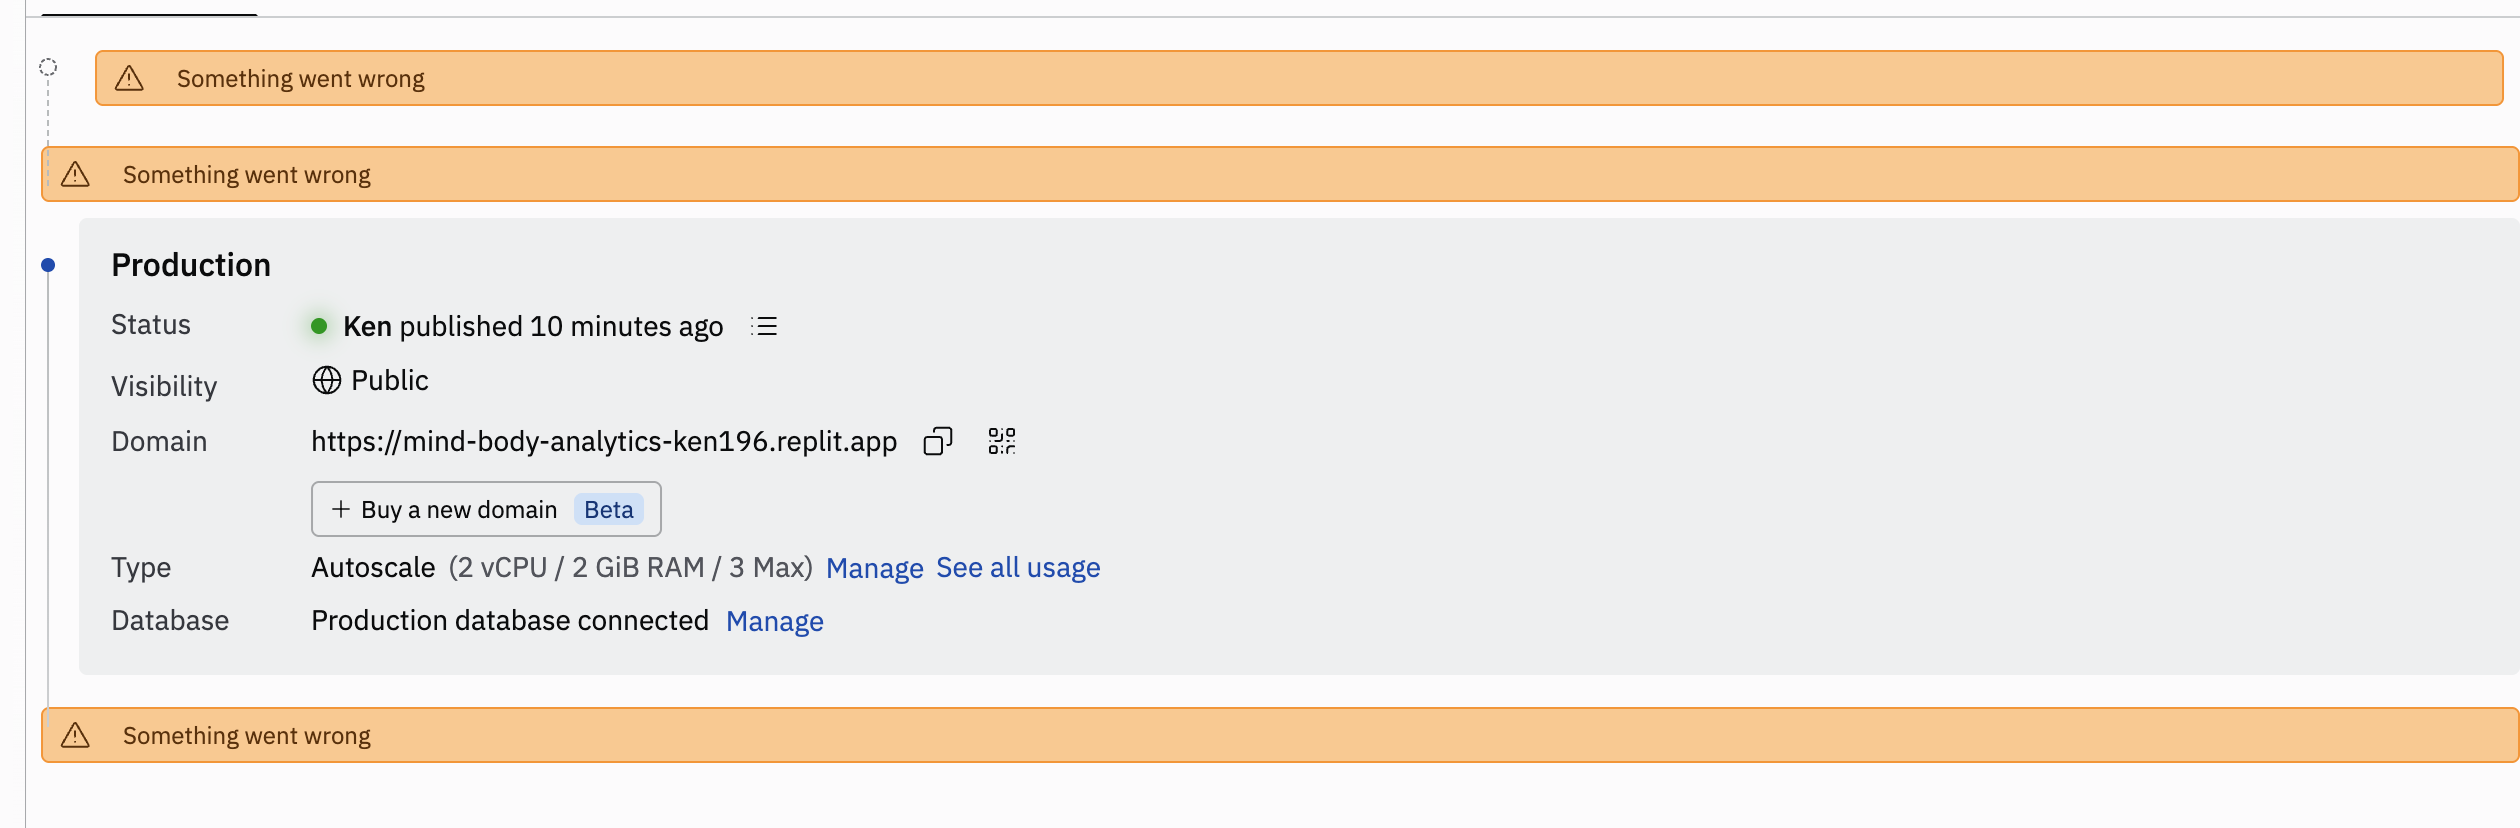 Something went wrong
Something went wrong
Production
Status Ken published 10 minutes ago
Visibility Public
Domain https://mind-body-analytics-ken196.replit.app
+ Buy a new domain Beta
Type Autoscale (2 vCPU / 2 GiB RAM / 3 Max) Manage See all usage
Database Production database connected Manage
Something went wrong